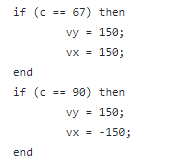 if (c == 67) then
vy = 150;
vx = 150;
end
if (c == 90) then
vy = 150;
vx = -150;
end